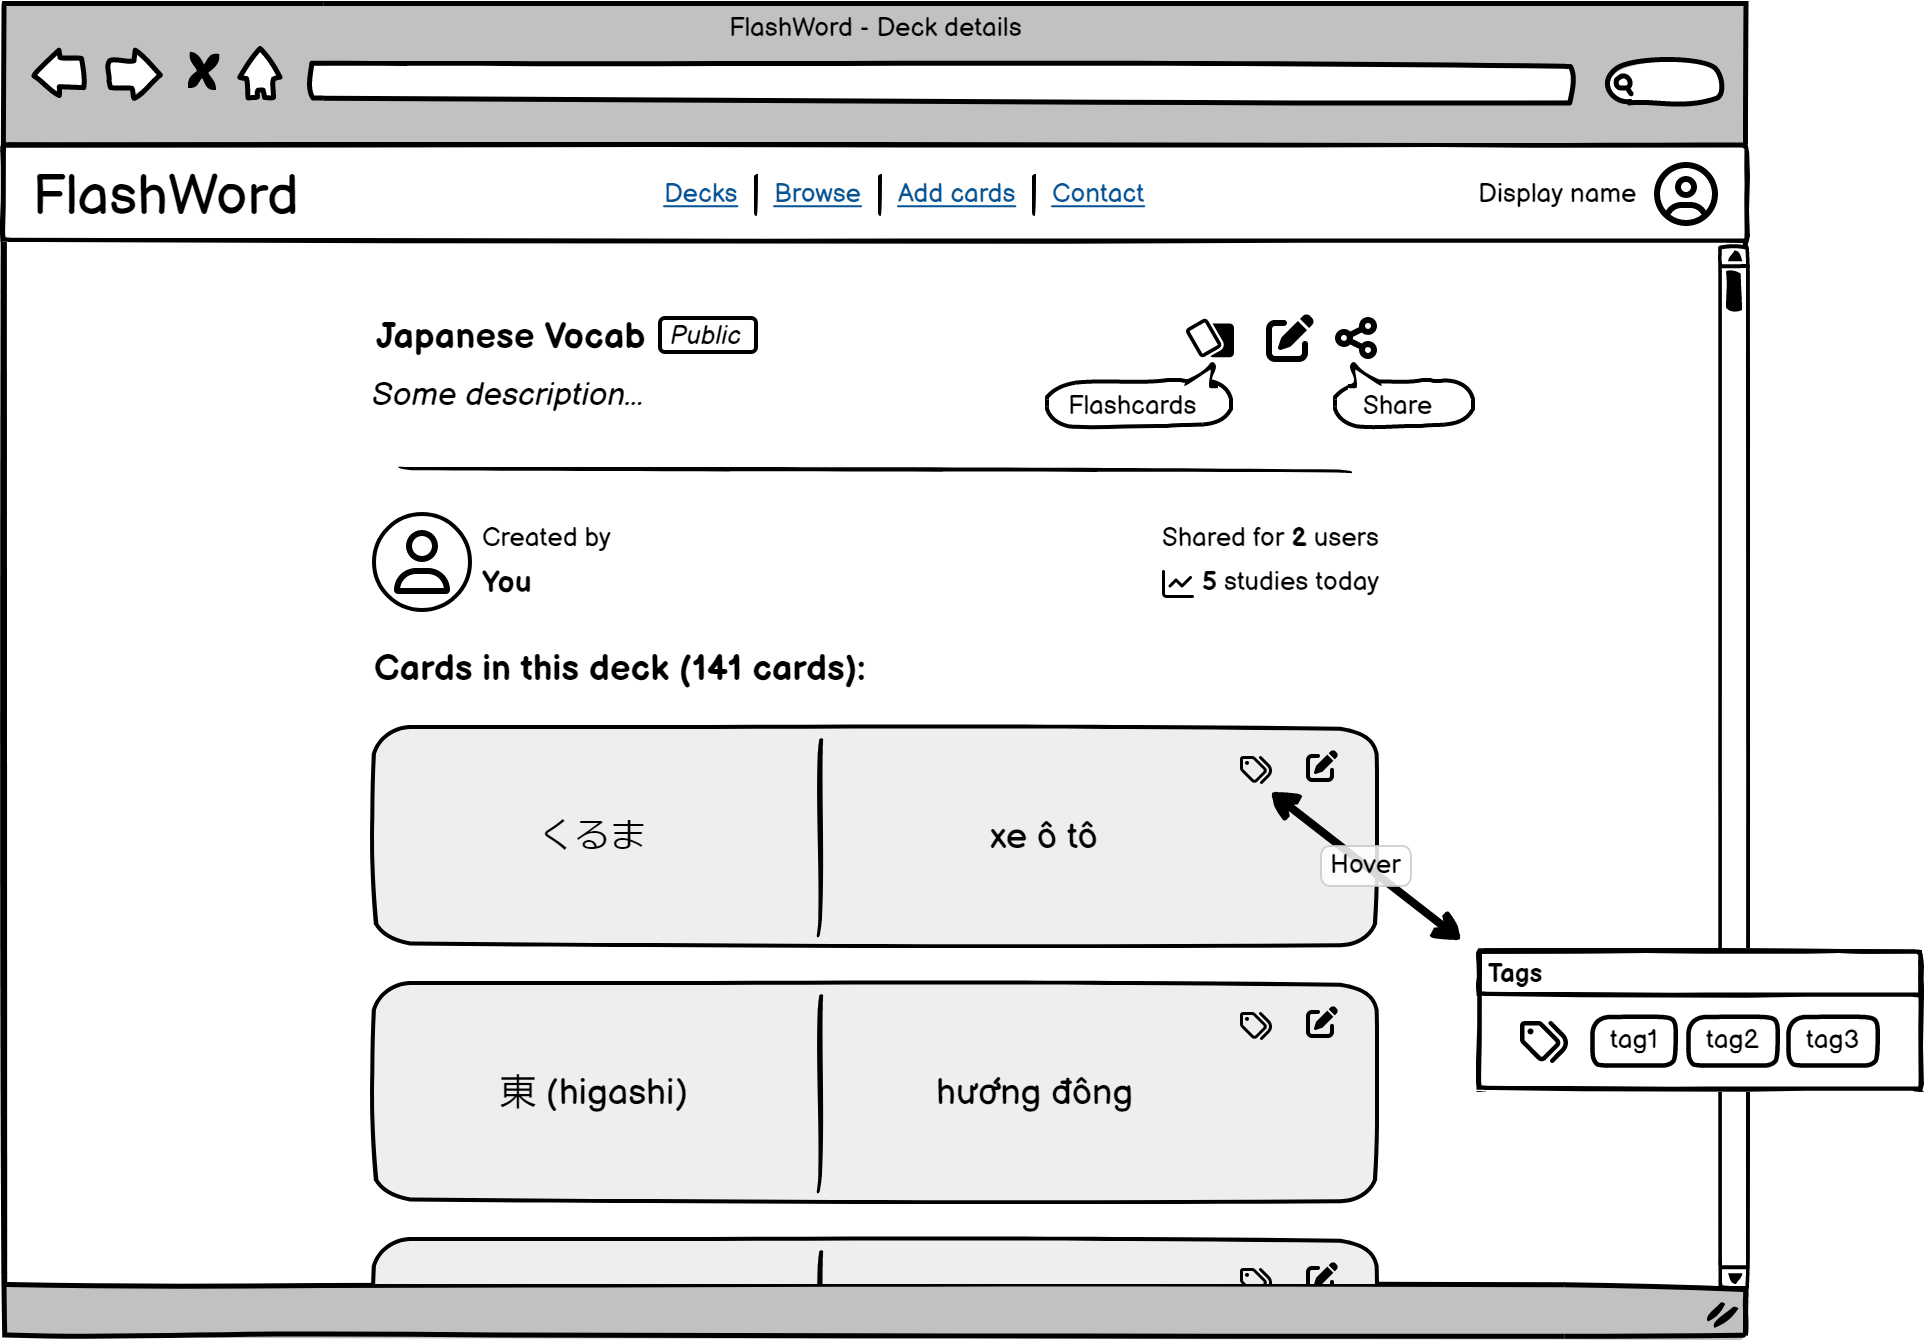 FlashWord - Deck details
FlashWord
Decks
Browse
Add cards
Contact
Display name
Japanese Vocab
Public
Some description...
Flashcards
Share
Created by
You
Shared for 2 users
5 studies today
Cards in this deck (141 cards):
くるま
xe ô tô
Hover
Tags
tag1
tag2
tag3
東 (higashi)
hướng đông